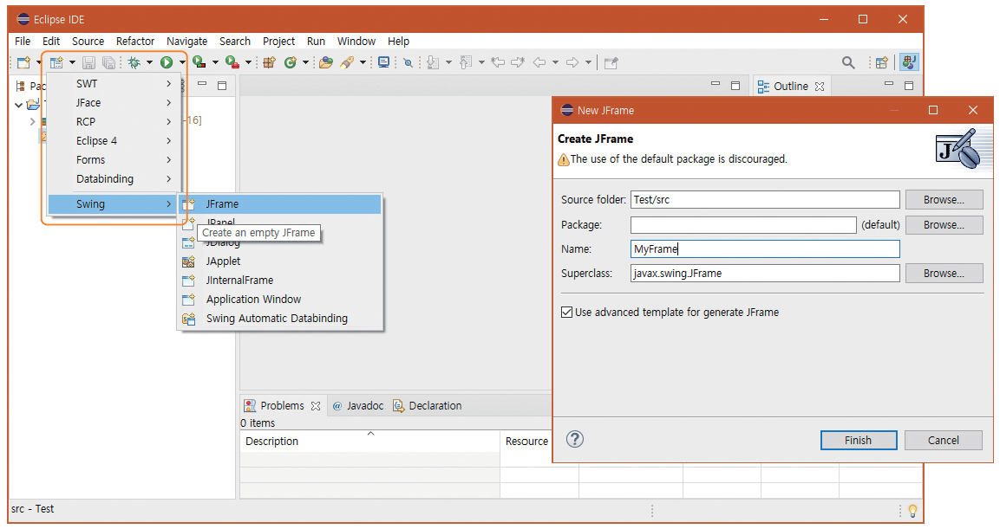 Eclipse IDE
File Edit Source Refactor Navigate Search Project Run Window Help
Pac
SWT
JFace
RCP
Eclipse 4
Forms
Databinding
Swing
-16]
JFrame
JPanel
Create an empty JFrame
JDialog
JApplet
JInternalFrame
Application Window
Swing Automatic Databinding
Outline
New JFrame
Create JFrame
The use of the default package is discouraged.
Source folder: Test/src Browse...
Package: (default) Browse...
Name: MyFrame
Superclass: javax.swing.JFrame Browse...
Use advanced template for generate JFrame
? Finish Cancel
Problems @ Javadoc Declaration
0 items
Description Resource
src - Test